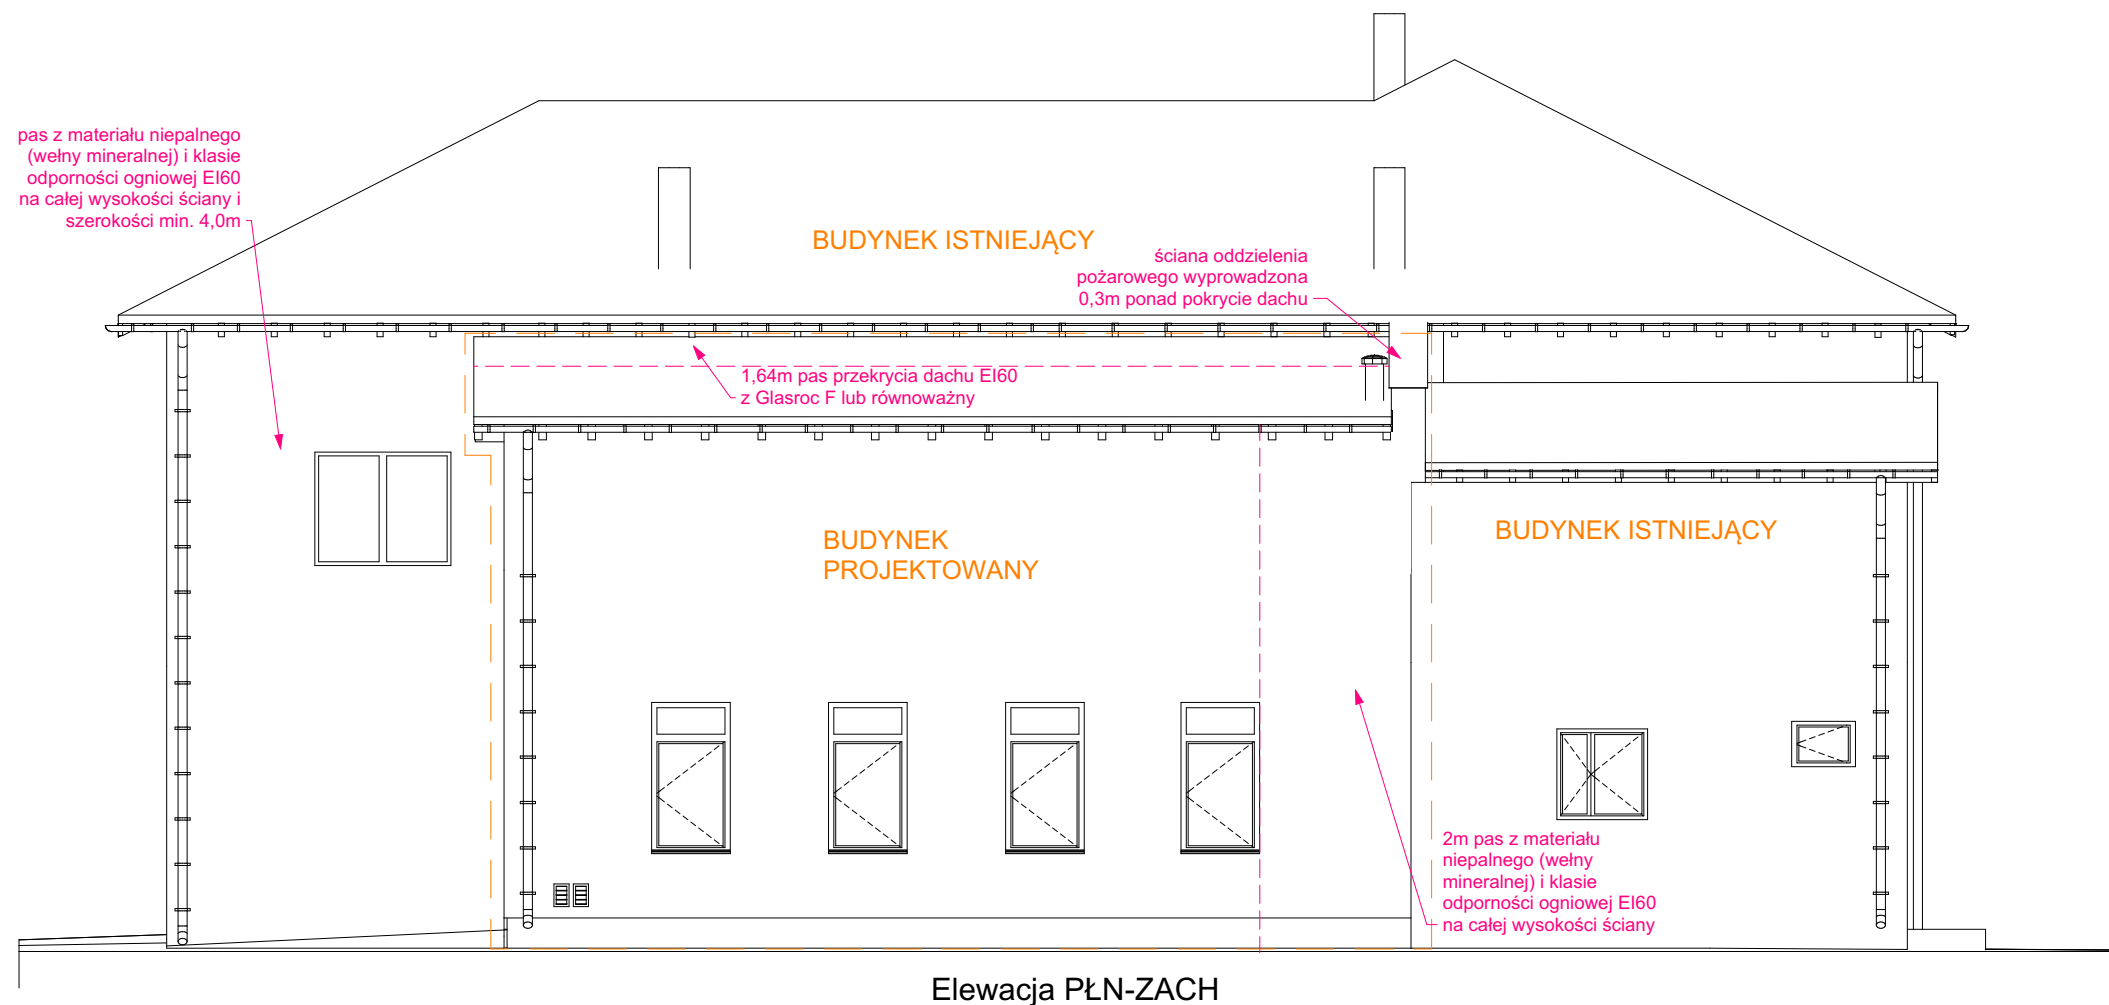 pas z materiału niepalnego
(wełny mineralnej) i klasie
odporności ogniowej EI60
na całej wysokości ściany i
szerokości min. 4,0m
BUDYNEK ISTNIEJĄCY
ściana oddzielenia
pożarowego wyprowadzona
0,3m ponad pokrycie dachu
1,64m pas przekrycia dachu EI60
z Glasroc F lub równoważny
BUDYNEK
PROJEKTOWANY
BUDYNEK ISTNIEJĄCY
2m pas z materiału
niepalnego (wełny
mineralnej) i klasie
odporności ogniowej EI60
na całej wysokości ściany
Elewacja PŁN-ZACH